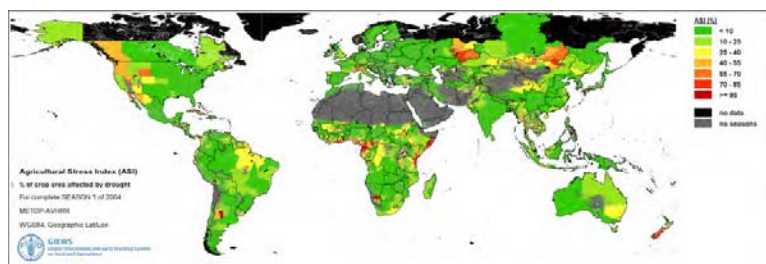 ASI (%)
< 10
10 - 25
25 - 40
40 - 55
55 - 70
70 - 85
>= 85
no data
no seasons
Agricultural Stress Index (ASI)
% of crop area affected by drought
For complete SEASON 1 of 2004
METOP-AVHRR
WGS84, Geographic Lat/Lon
GIEWS